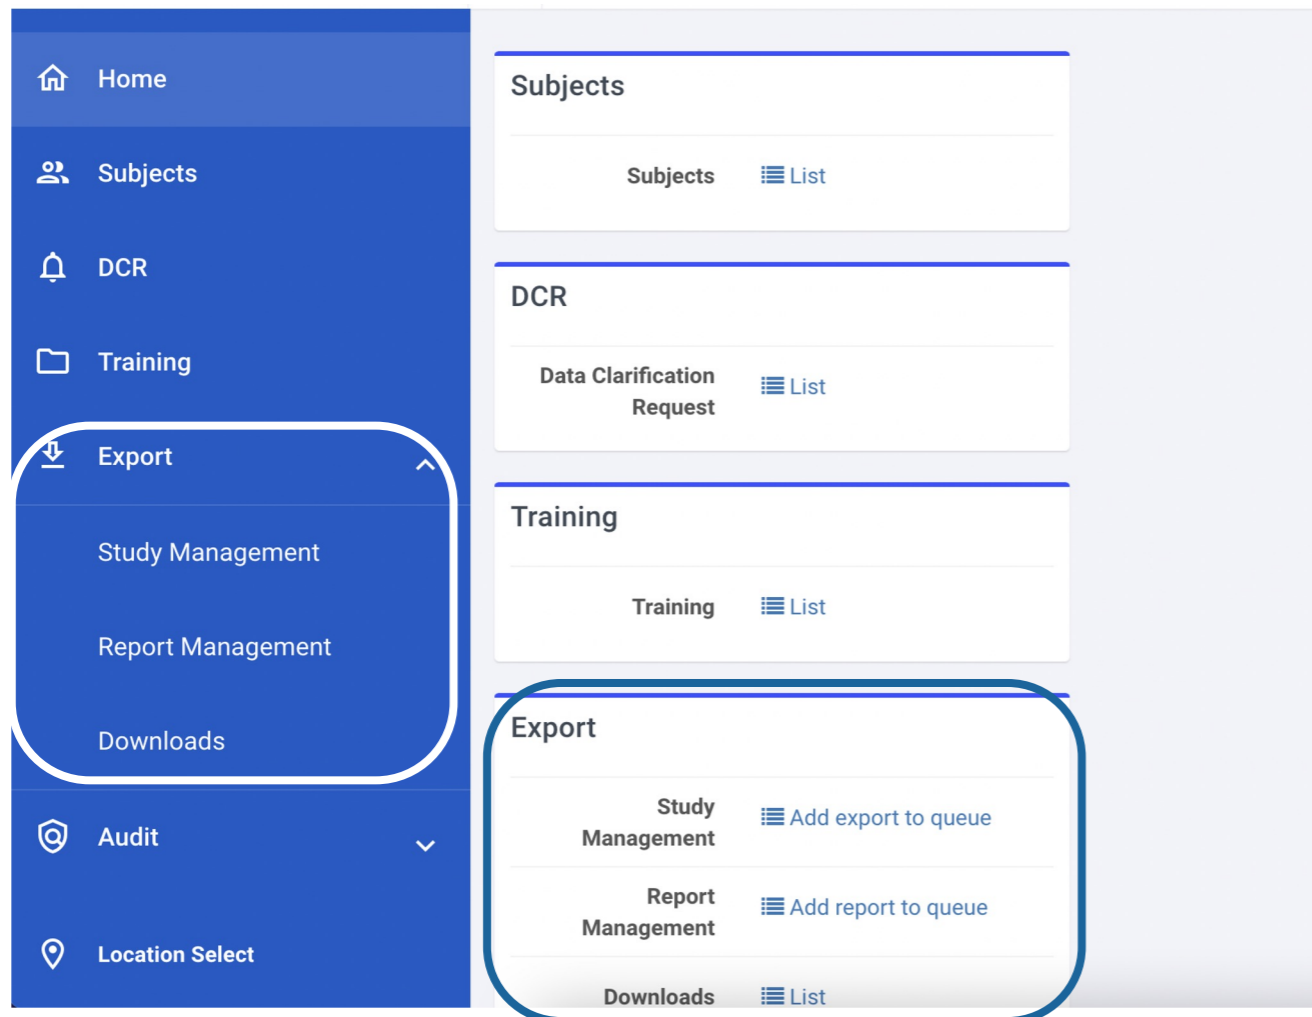 Home
Subjects
DCR
Training
Export
Study Management
Report Management
Downloads
Audit
Location Select
Subjects
Subjects List
DCR
Data Clarification
Request List
Training
Training List
Export
Study
Management Add export to queue
Report
Management Add report to queue
Downloads List